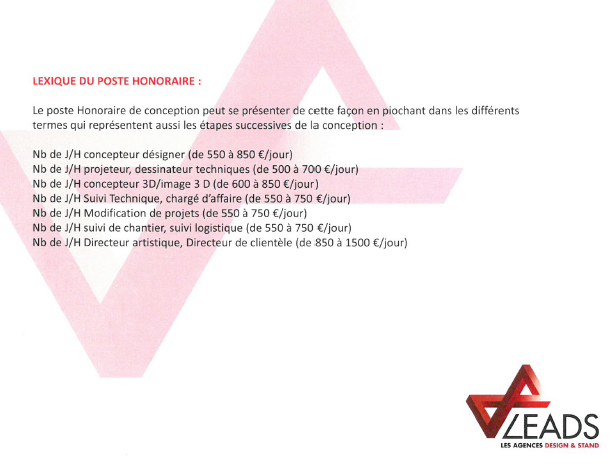 LEXIQUE DU POSTE HONORAIRE :
Le poste Honoraire de conception peut se présenter de cette façon en piochant dans les différents
termes qui représentent aussi les étapes successives de la conception :
Nb de J/H concepteur désigner (de 550 à 850 €/jour)
Nb de J/H projeteur, dessinateur techniques (de 500 à 700 €/jour)
Nb de J/H concepteur 3D/image 3 D (de 600 à 850 €/jour)
Nb de J/H Suivi Technique, chargé d'affaire (de 550 à 750 €/jour)
Nb de J/H Modification de projets (de 550 à 750 €/jour)
Nb de J/H suivi de chantier, suivi logistique (de 550 à 750 €/jour)
Nb de J/H Directeur artistique, Directeur de clientèle (de 850 à 1500 €/jour)
LEADS
LES AGENCES DESIGN & STAND